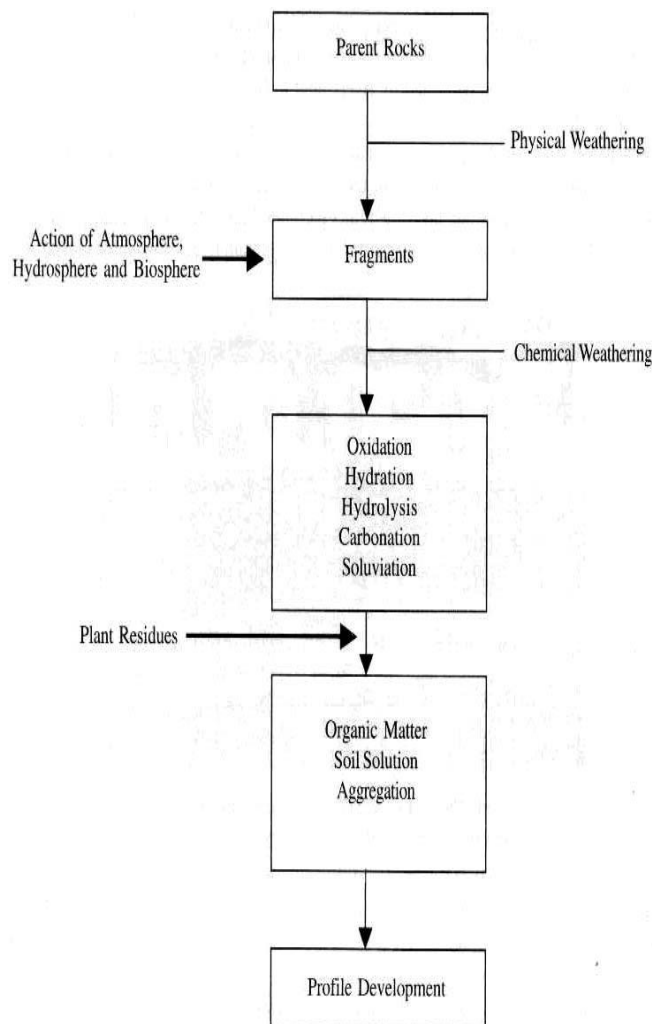 Parent Rocks
Physical Weathering
Action of Atmosphere,
Hydrosphere and Biosphere
Fragments
Chemical Weathering
Oxidation
Hydration
Hydrolysis
Carbonation
Soluviation
Plant Residues
Organic Matter
Soil Solution
Aggregation
Profile Development